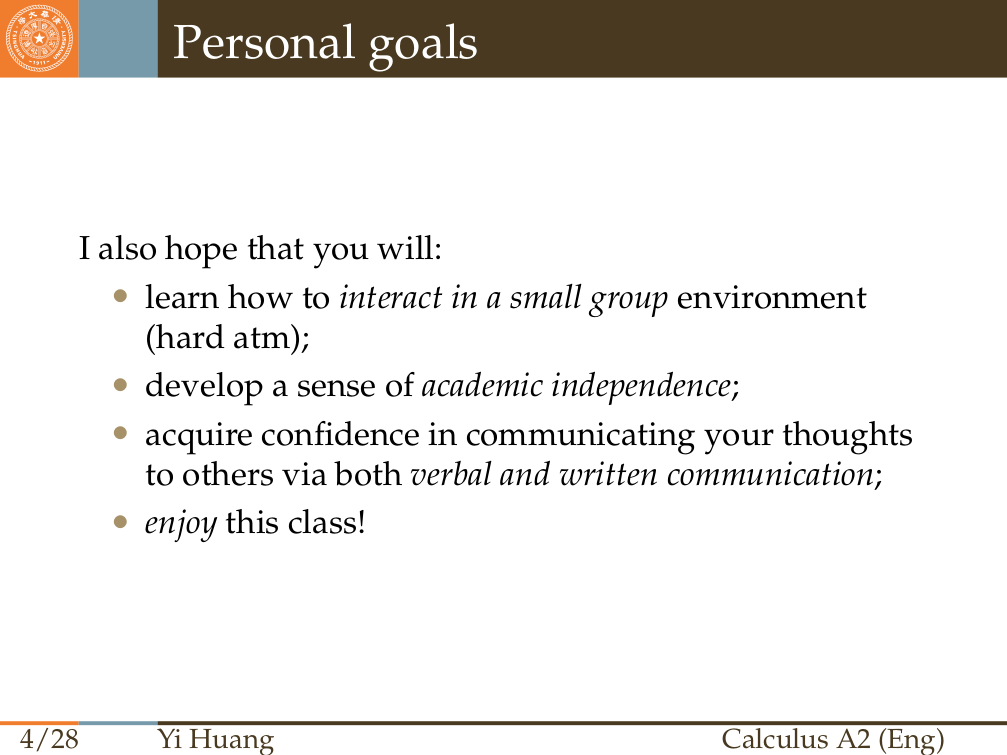 Personal goals
I also hope that you will:
• learn how to interact in a small group environment
(hard atm);
• develop a sense of academic independence;
• acquire confidence in communicating your thoughts
to others via both verbal and written communication;
• enjoy this class!
4/28 Yi Huang Calculus A2 (Eng)